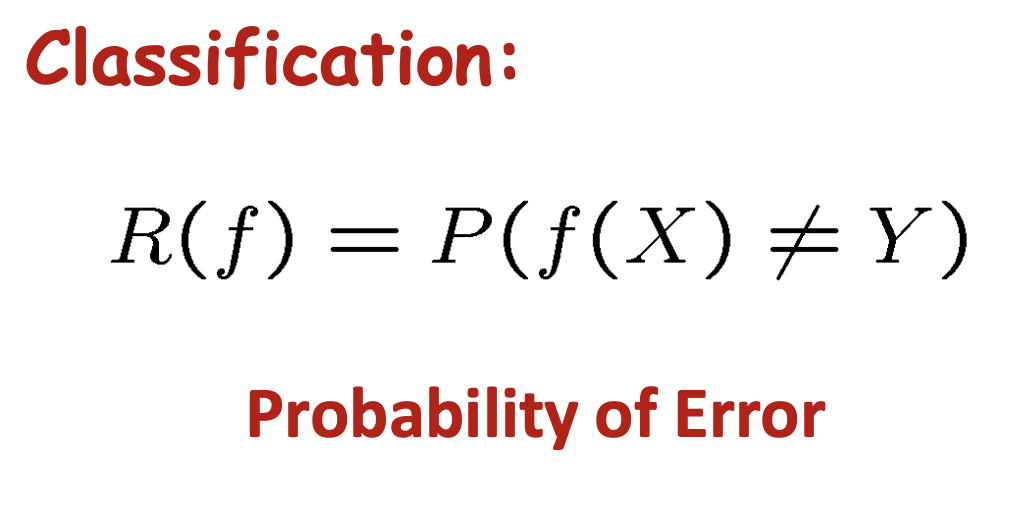 Classification:
R(f) = P(f(X) ≠ Y)
Probability of Error